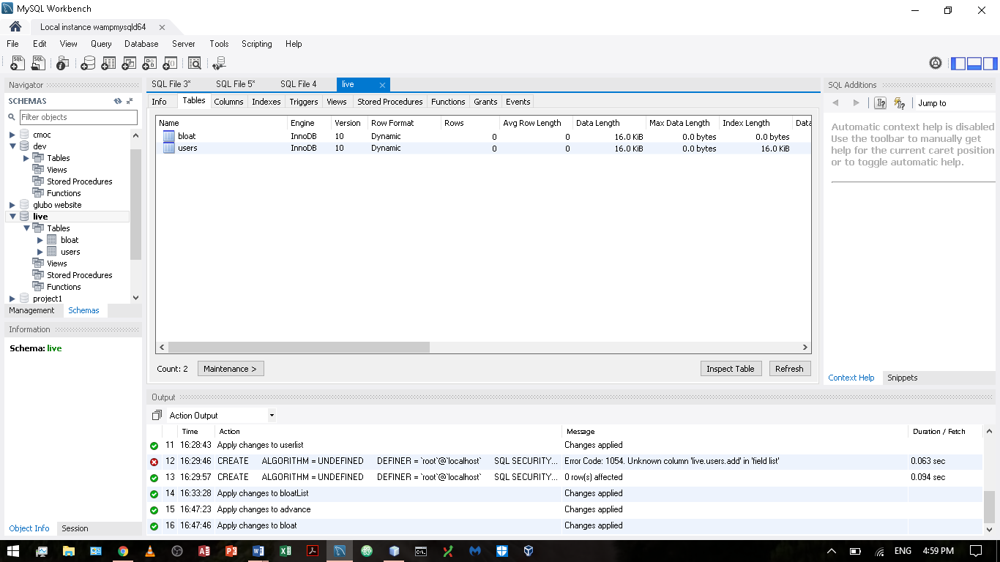 MySQL Workbench
Local instance wampmysqld64
File Edit View Query Database Server Tools Scripting Help
Navigator
SCHEMAS
Filter objects
cmoc
dev
Tables
Views
Stored Procedures
Functions
glubo website
live
Tables
bloat
users
Views
Stored Procedures
Functions
project1
Management Schemas
Information
Schema: live
Object Info Session
SQL File 3* SQL File 5* SQL File 4 live
Info Tables Columns Indexes Triggers Views Stored Procedures Functions Grants Events
Name Engine Version Row Format Rows Avg Row Length Data Length Max Data Length Index Length Data
bloat InnoDB 10 Dynamic 0 0 16.0 KiB 0.0 bytes 0.0 bytes
users InnoDB 10 Dynamic 0 0 16.0 KiB 0.0 bytes 16.0 KiB
Count: 2 Maintenance > Inspect Table Refresh
SQL Additions
Jump to
Automatic context help is disabled
Use the toolbar to manually get
help for the current caret position
or to toggle automatic help.
Context Help Snippets
Output
Action Output
Time Action Message Duration / Fetch
11 16:28:43 Apply changes to userlist Changes applied
12 16:29:46 CREATE ALGORITHM = UNDEFINED DEFINER = `root`@`localhost` SQL SECURITY... Error Code: 1054. Unknown column 'live.users.add' in 'field list' 0.063 sec
13 16:29:57 CREATE ALGORITHM = UNDEFINED DEFINER = `root`@`localhost` SQL SECURITY... 0 row(s) affected 0.094 sec
14 16:33:28 Apply changes to bloatList Changes applied
15 16:47:23 Apply changes to advance Changes applied
16 16:47:46 Apply changes to bloat Changes applied
ENG 4:59 PM